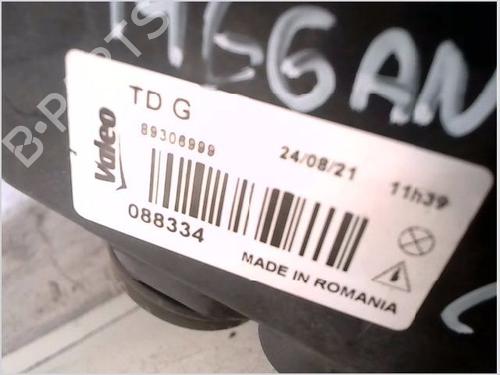 MEGAN
B-PARTS
Valeo
TD G
89306999
24/08/21 11h39
088334
MADE IN ROMANIA